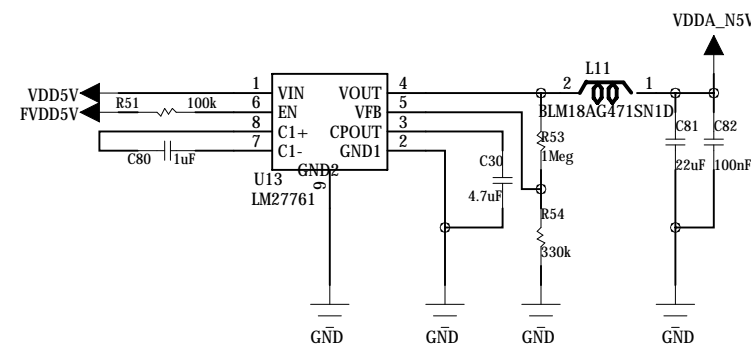 VDDA_N5V
L11
VDD5V
1
VIN
VOUT
4
2
1
FVDD5V
R51
100k
6
EN
VFB
5
BLM18AG471SN1D
8
C1+
CPOUT
3
C81
C82
7
C1-
GND1
2
R53
C80
1uF
GND2
C30
1Meg
22uF
100nF
U13
9
LM27761
4.7uF
R54
330k
GND
GND
GND
GND